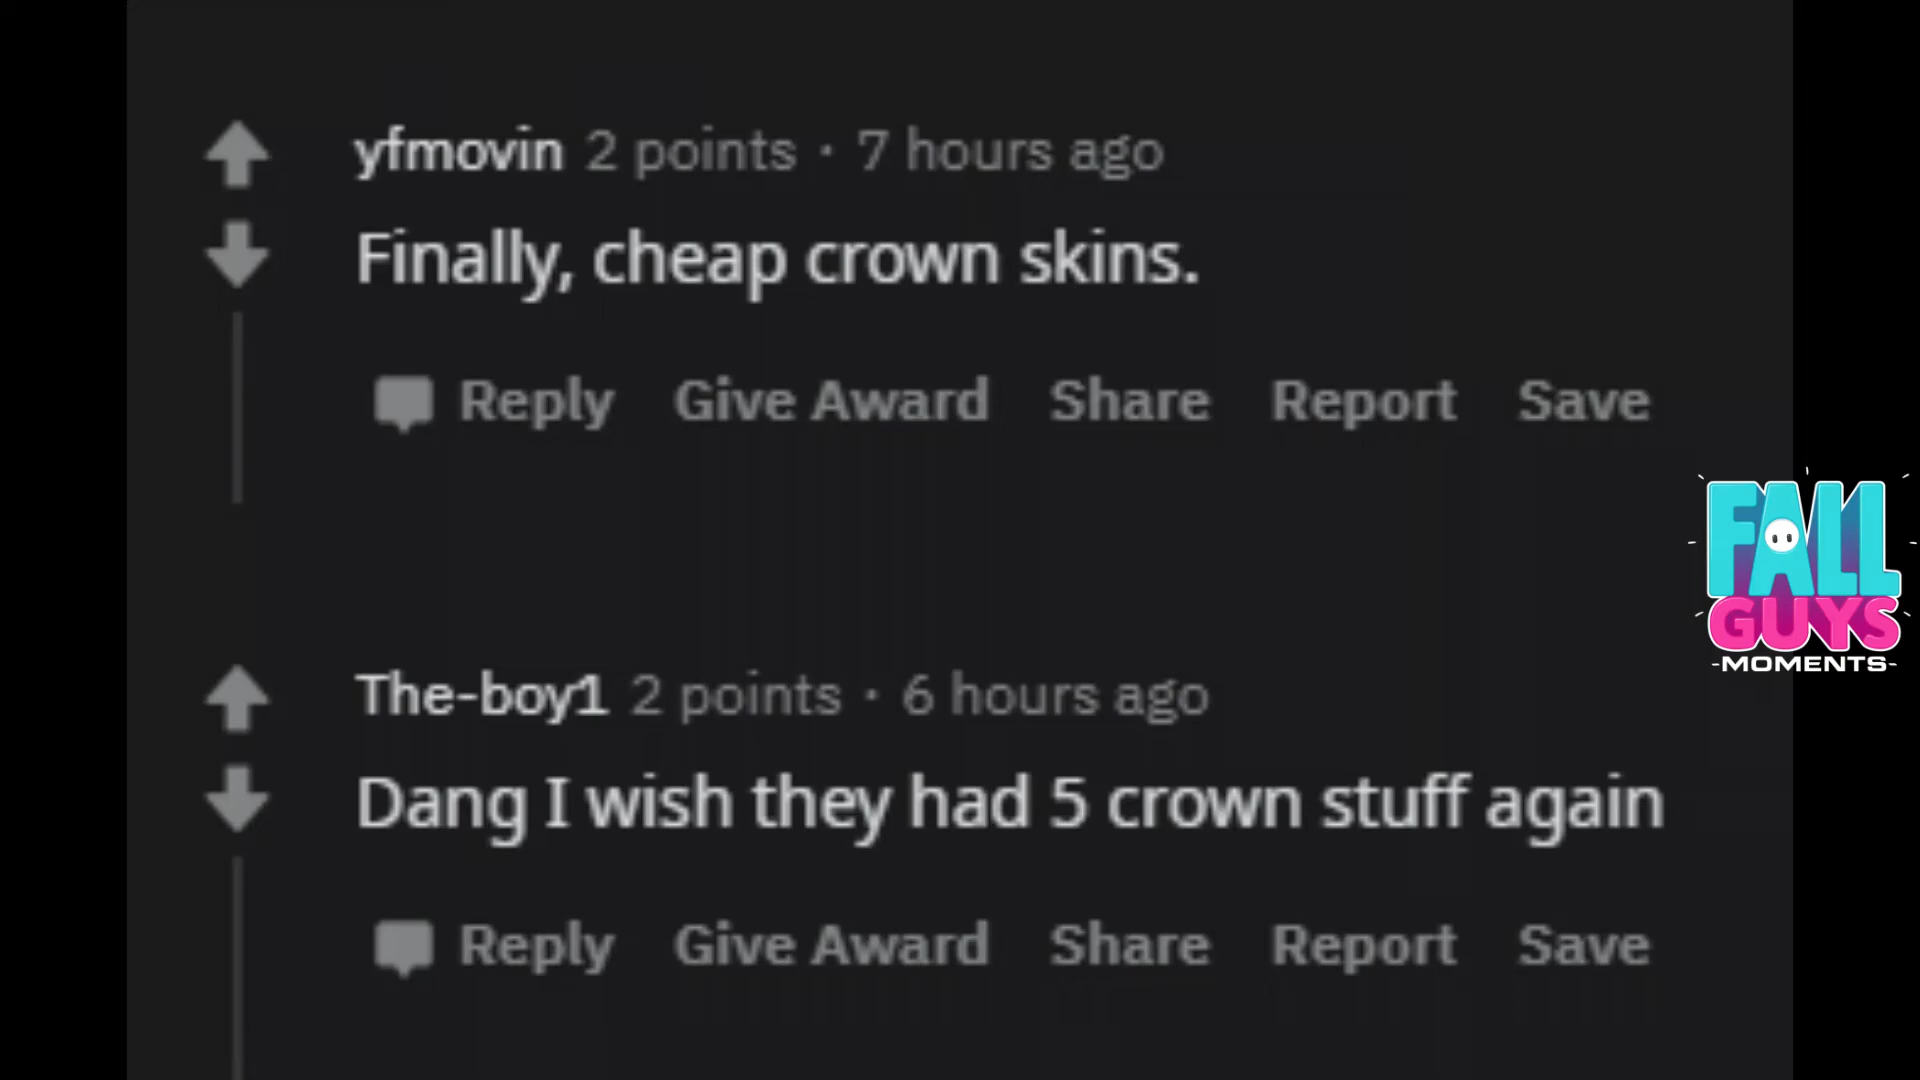 yfmovin 2 points · 7 hours ago
Finally, cheap crown skins.
Reply Give Award Share Report Save
FALL
GUYS
-MOMENTS-
The-boy1 2 points · 6 hours ago
Dang I wish they had 5 crown stuff again
Reply Give Award Share Report Save